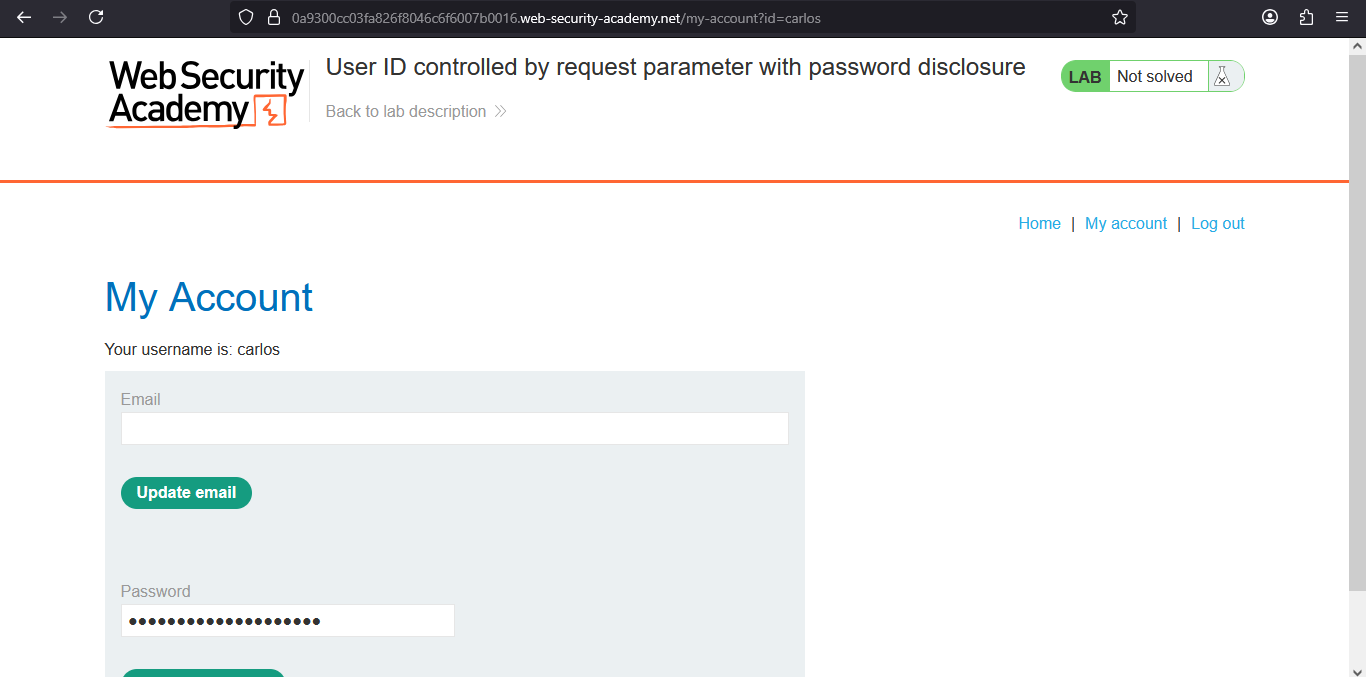 0a9300cc03fa826f8046c6f6007b0016.web-security-academy.net/my-account?id=carlos
Web Security
Academy
User ID controlled by request parameter with password disclosure
Back to lab description
LAB Not solved
Home | My account | Log out
My Account
Your username is: carlos
Email
Update email
Password